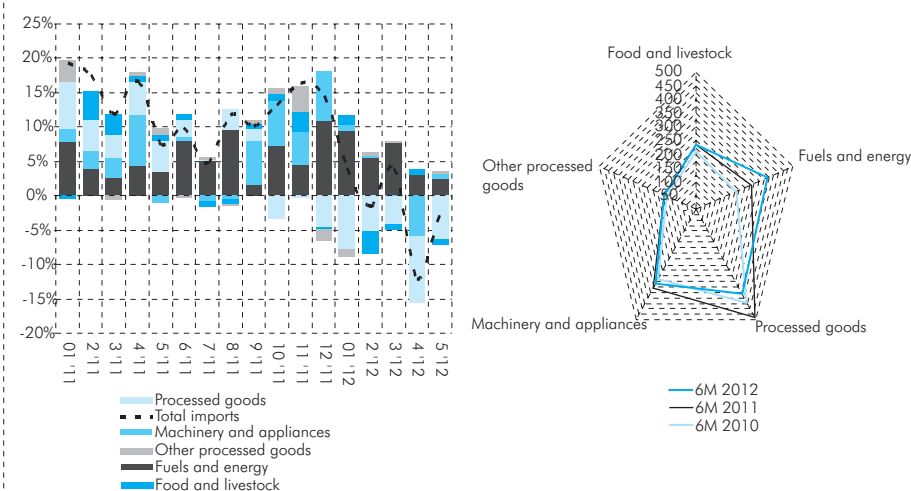 25%
20%
15%
10%
5%
0%
-5%
-10%
-15%
-20%
01 '11
2 '11
3 '11
4 '11
5 '11
6 '11
7 '11
8 '11
9 '11
10 '11
11 '11
12 '11
01 '12
2 '12
3 '12
4 '12
5 '12
Processed goods
Total imports
Machinery and appliances
Other processed goods
Fuels and energy
Food and livestock
Food and livestock
500
450
400
350
300
250
200
150
100
50
0
Fuels and energy
Other processed
goods
Machinery and appliances
Processed goods
6M 2012
6M 2011
6M 2010